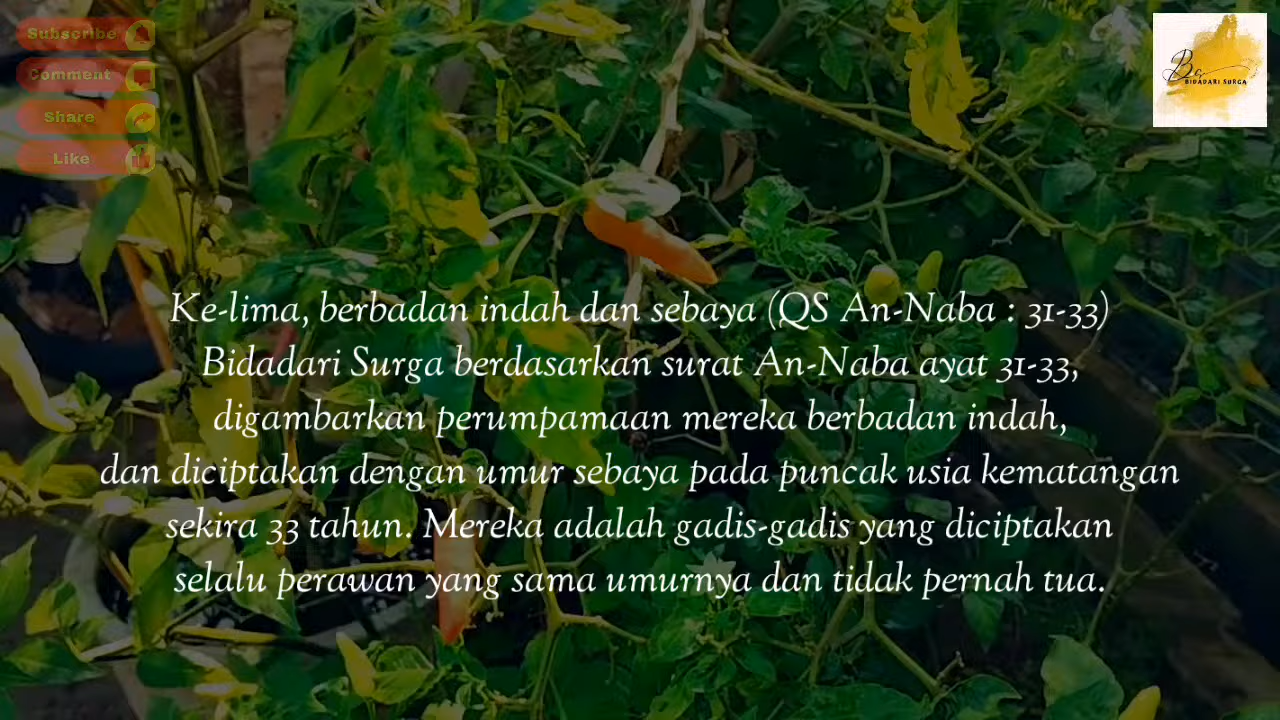 Subscribe
Comment
Share
Like
Bs
BIDADARI SURGA
Ke-lima, berbadan indah dan sebaya (QS An-Naba : 31-33)
Bidadari Surga berdasarkan surat An-Naba ayat 31-33,
digambarkan perumpamaan mereka berbadan indah,
dan diciptakan dengan umur sebaya pada puncak usia kematangan
sekira 33 tahun. Mereka adalah gadis-gadis yang diciptakan
selalu perawan yang sama umurnya dan tidak pernah tua.